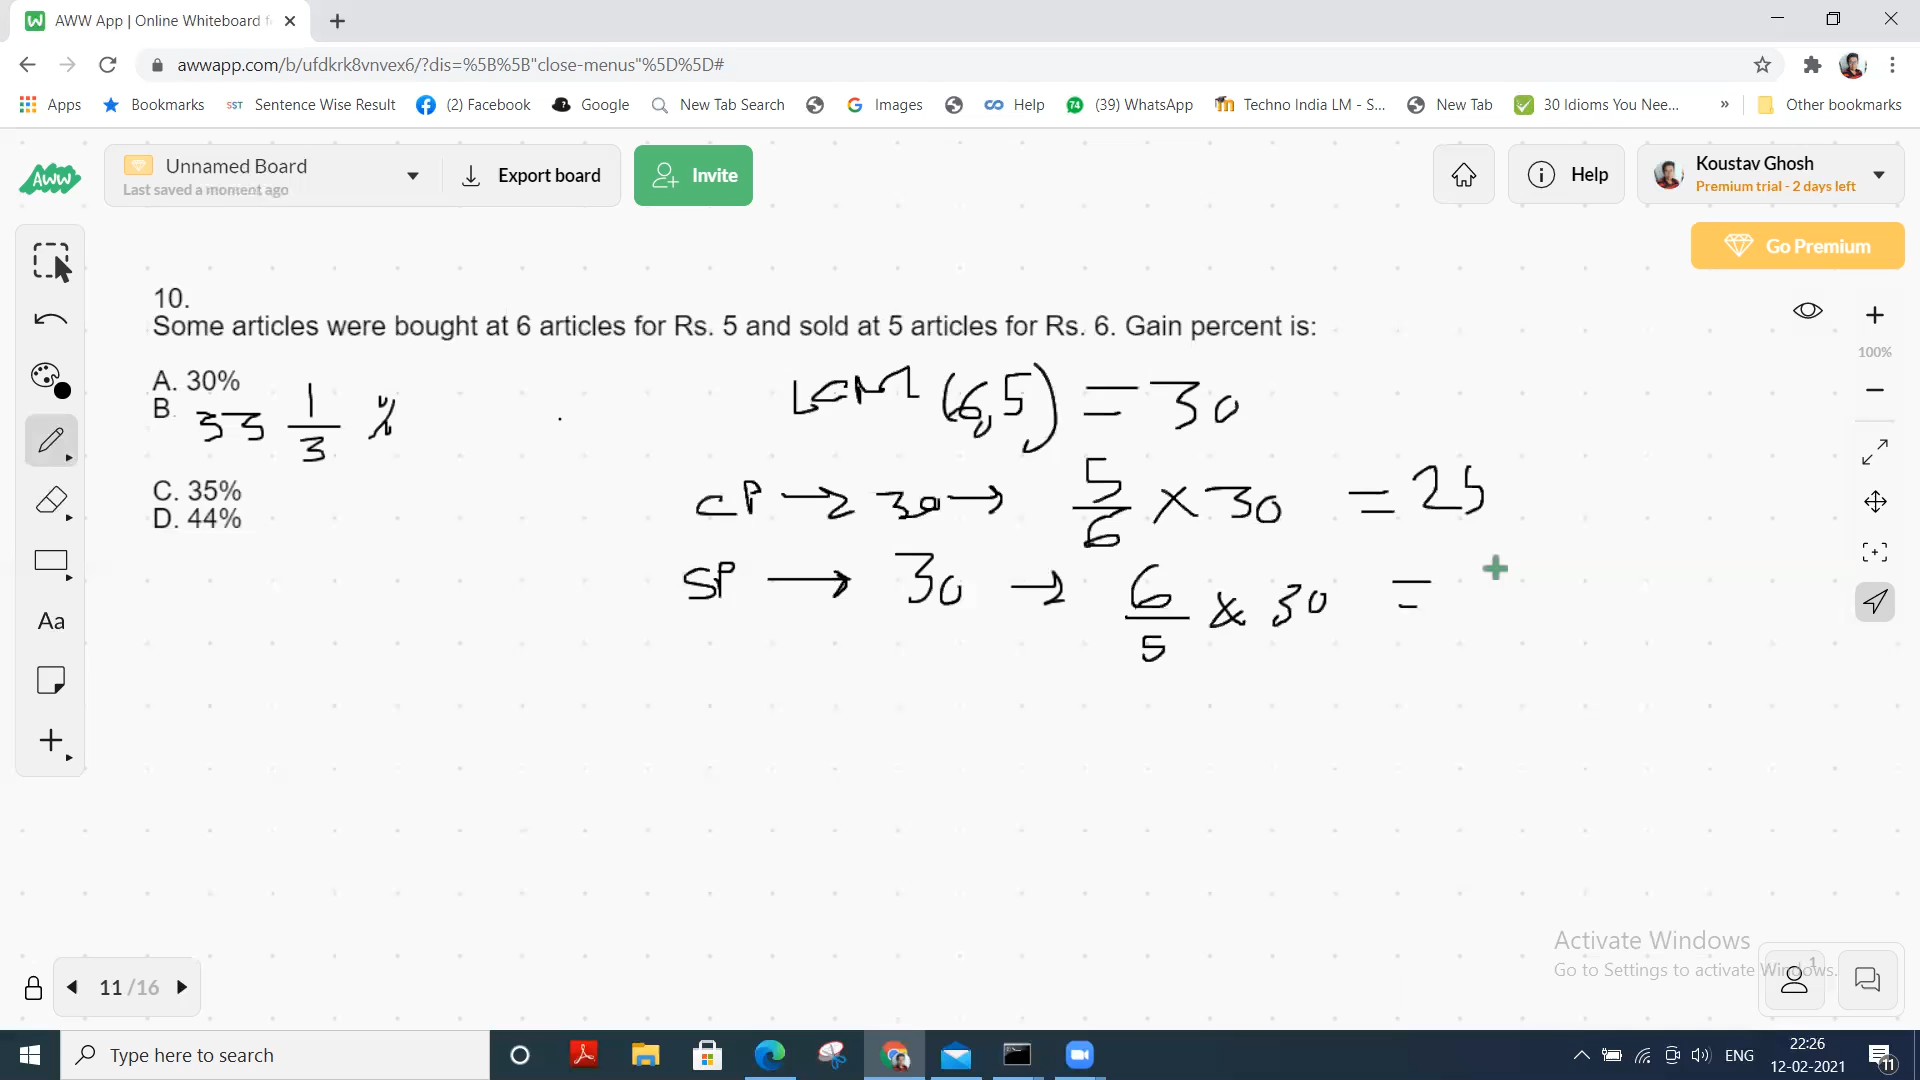 AWW App | Online Whiteboard f
awwapp.com/b/ufdkrk8vnvex6/?dis=%5B%5B"close-menus"%5D%5D#
Apps Bookmarks SST Sentence Wise Result (2) Facebook Google New Tab Search Images Help 74 (39) WhatsApp Techno India LM - S... New Tab 30 Idioms You Nee... » Other bookmarks
AWW Unnamed Board Export board Invite Help Koustav Ghosh
Last saved a moment ago Premium trial - 2 days left
Go Premium
10.
Some articles were bought at 6 articles for Rs. 5 and sold at 5 articles for Rs. 6. Gain percent is:
100%
A. 30%
B. 33 1/3 %
C. 35%
D. 44%
LCM (6,5) = 30
CP → 30 → 5/6 × 30 = 25
SP → 30 → 6/5 × 30 =
Aa
Activate Windows
Go to Settings to activate Windows.
1
11 /16
Type here to search
ENG
22:26
12-02-2021
11